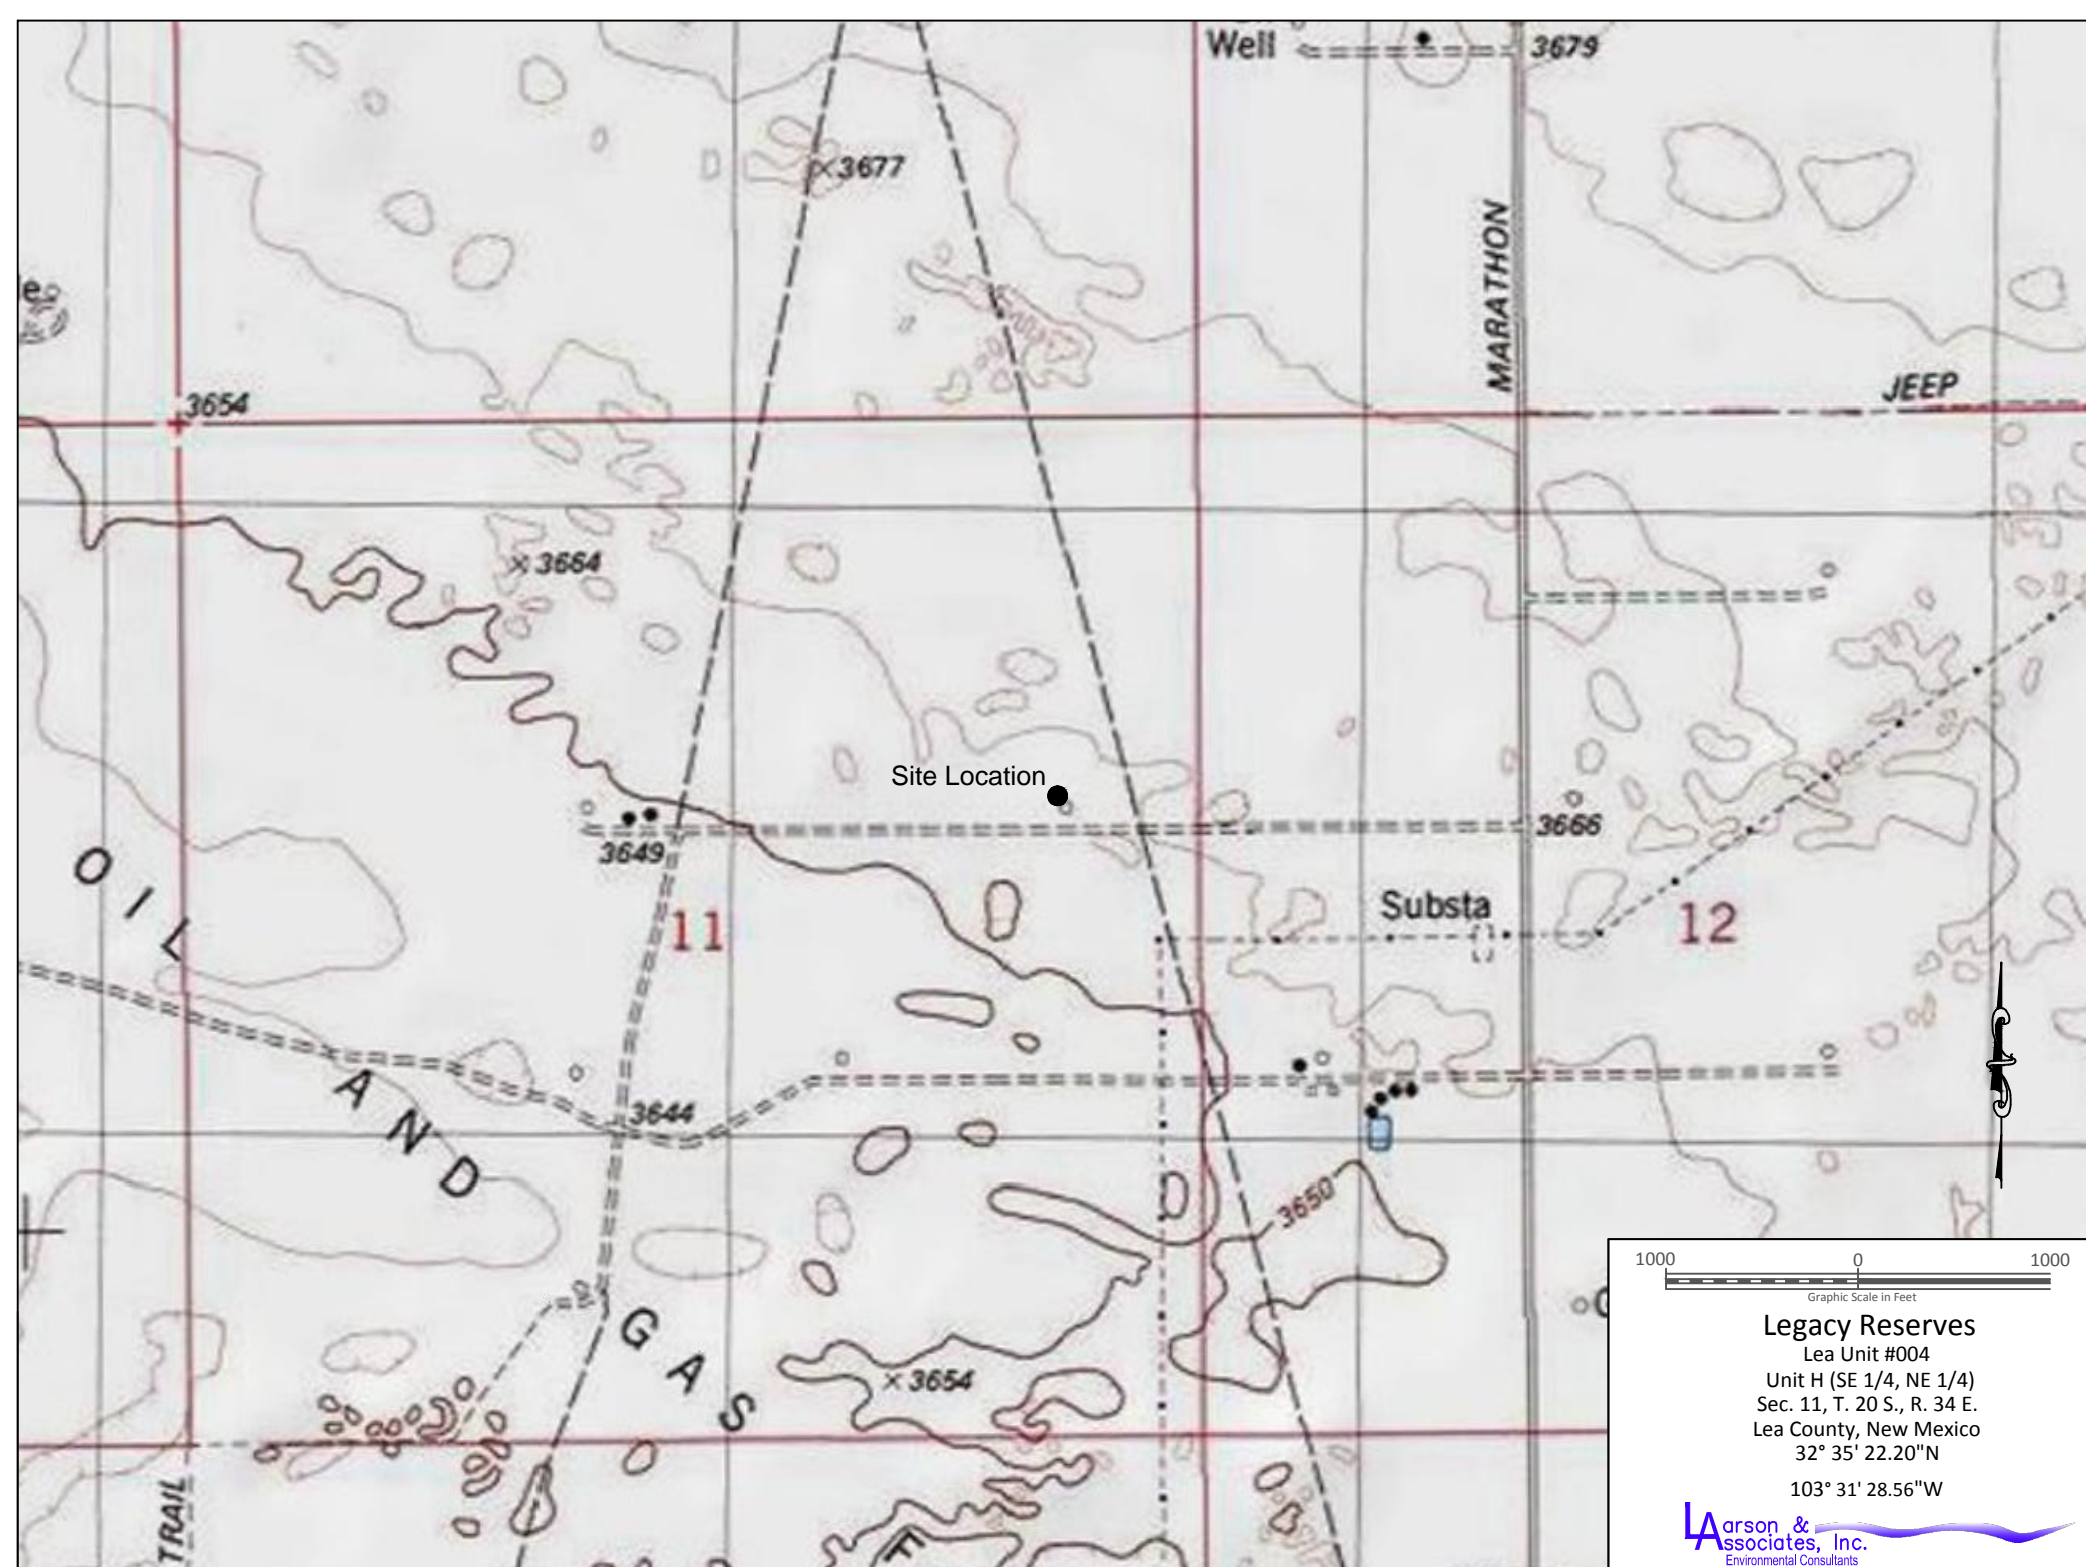 Well
3679
3677
MARATHON
JEEP
3654
3664
Site Location
3649
3666
OIL
11
Substa
12
3644
AND
3650
GAS
3654
TRAIL
1000 0 1000
Graphic Scale in Feet
Legacy Reserves
Lea Unit #004
Unit H (SE 1/4, NE 1/4)
Sec. 11, T. 20 S., R. 34 E.
Lea County, New Mexico
32° 35' 22.20"N
103° 31' 28.56"W
Larson &
Associates, Inc.
Environmental Consultants